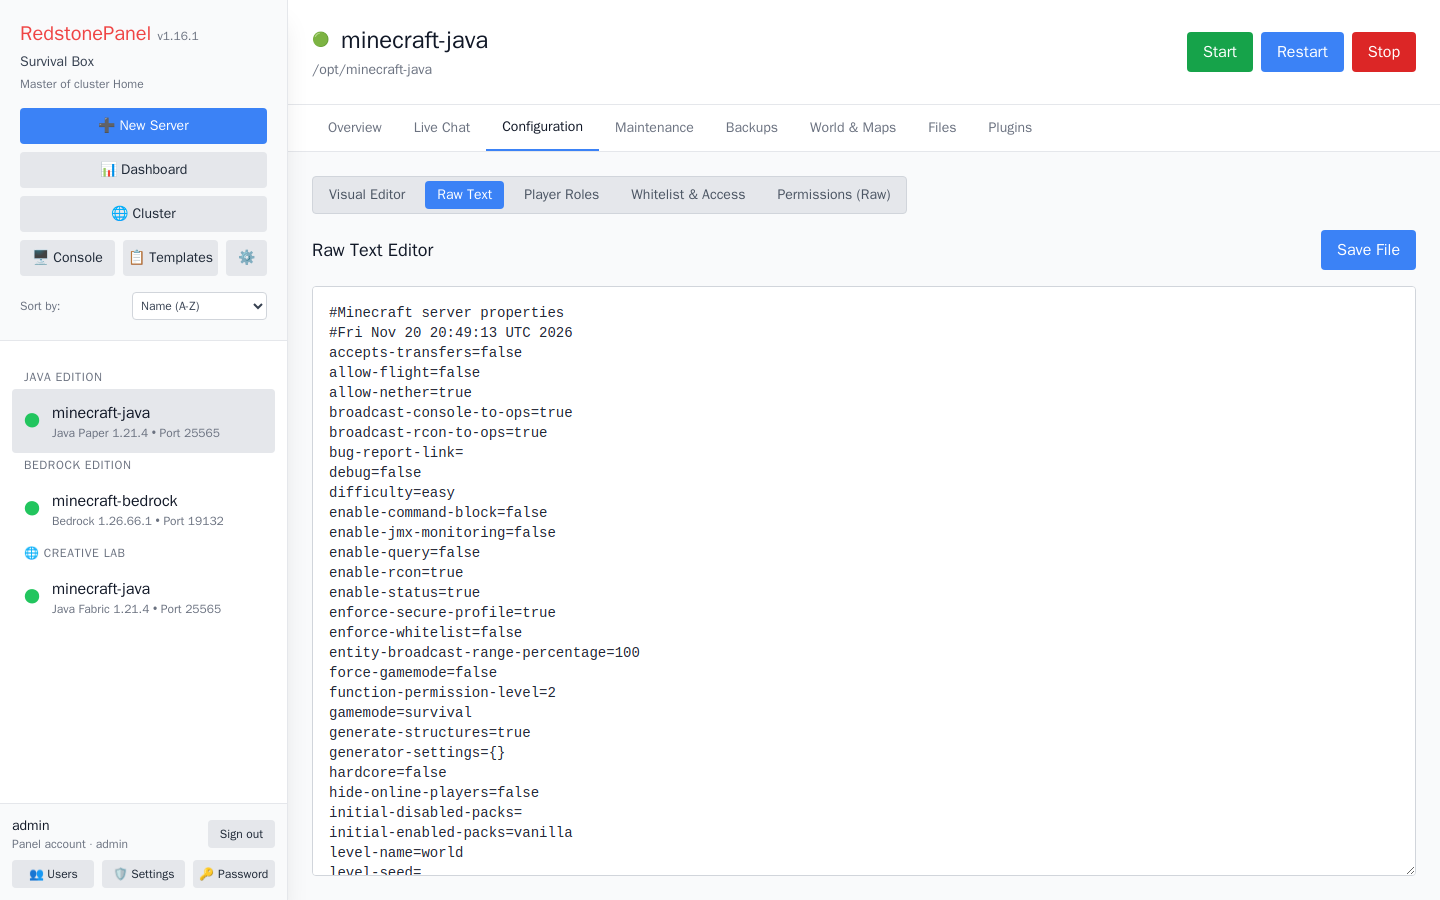 RedstonePanel v1.16.1
Survival Box
Master of cluster Home
➕ New Server
📊 Dashboard
🌐 Cluster
🖥️ Console
📋 Templates
⚙️
Sort by:
Name (A-Z)
JAVA EDITION
minecraft-java
Java Paper 1.21.4 • Port 25565
BEDROCK EDITION
minecraft-bedrock
Bedrock 1.26.66.1 • Port 19132
🌐 CREATIVE LAB
minecraft-java
Java Fabric 1.21.4 • Port 25565
admin
Panel account · admin
Sign out
👥 Users
🛡️ Settings
🔑 Password
minecraft-java
/opt/minecraft-java
Start
Restart
Stop
Overview
Live Chat
Configuration
Maintenance
Backups
World & Maps
Files
Plugins
Visual Editor
Raw Text
Player Roles
Whitelist & Access
Permissions (Raw)
Raw Text Editor
Save File
#Minecraft server properties
#Fri Nov 20 20:49:13 UTC 2026
accepts-transfers=false
allow-flight=false
allow-nether=true
broadcast-console-to-ops=true
broadcast-rcon-to-ops=true
bug-report-link=
debug=false
difficulty=easy
enable-command-block=false
enable-jmx-monitoring=false
enable-query=false
enable-rcon=true
enable-status=true
enforce-secure-profile=true
enforce-whitelist=false
entity-broadcast-range-percentage=100
force-gamemode=false
function-permission-level=2
gamemode=survival
generate-structures=true
generator-settings={}
hardcore=false
hide-online-players=false
initial-disabled-packs=
initial-enabled-packs=vanilla
level-name=world
level-seed=